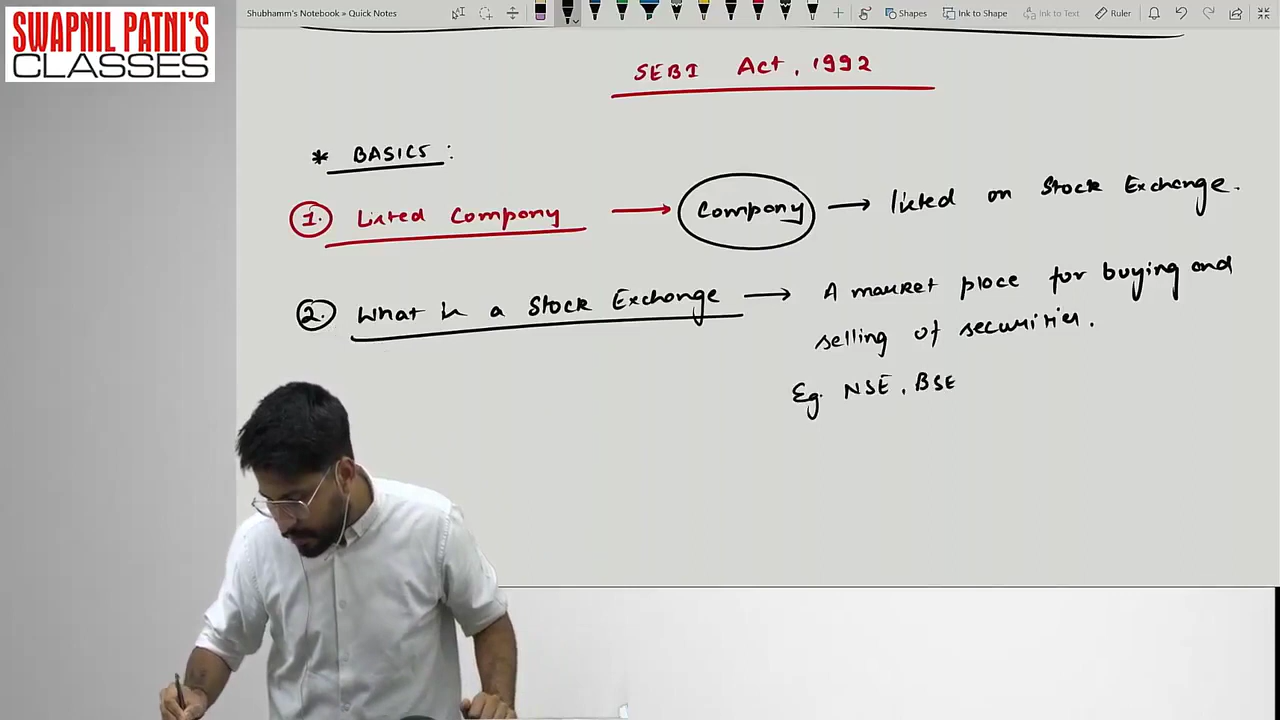 SWAPNIL PATNI'S
CLASSES
Shubhamm's Notebook » Quick Notes
Shapes
Ink to Shape
Ink to Text
Ruler
SEBI Act, 1992
* BASICS :
1. Listed Company → Company → listed on Stock Exchange.
2. What is a Stock Exchange → A market place for buying and
selling of securities.
Eg. NSE, BSE